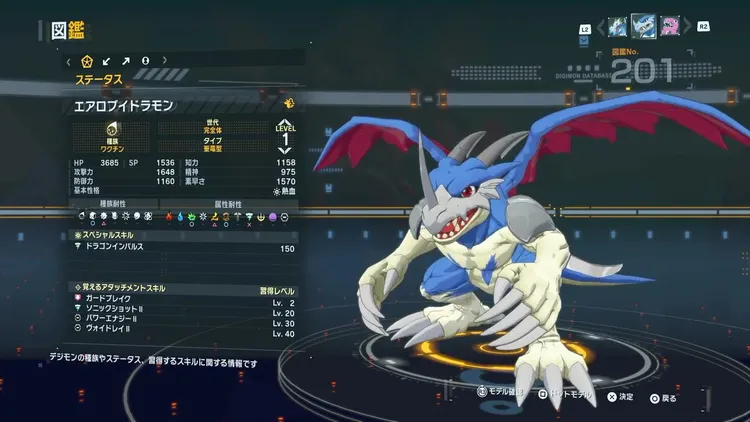 図鑑
L2
R2
図鑑No.
201
DIGIMON DATABASE
ステータス
エアロブイドラモン
種族
ワクチン
世代
完全体
タイプ
聖竜型
LEVEL
1
HP 3685 SP 1536 知力 1158
攻撃力 1648 精神 975
防御力 1160 素早さ 1570
基本性格 熱血
種族耐性 属性耐性
スペシャルスキル
ドラゴンインパルス 150
覚えるアタッチメントスキル 習得レベル
ガードブレイク Lv. 2
ソニックショットⅡ Lv. 20
パワーエナジーⅡ Lv. 30
ヴォイドレイⅡ Lv. 40
デジモンの種族やステータス、習得するスキルに関する情報です
モデル確認 ホットモデル 決定 戻る